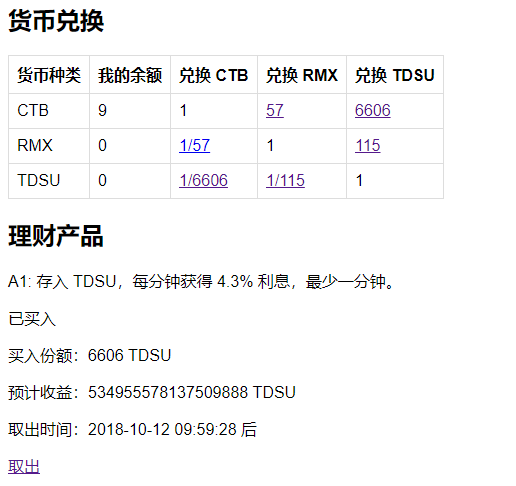 货币兑换
货币种类 我的余额 兑换 CTB 兑换 RMX 兑换 TDSU
CTB 9 1 57 6606
RMX 0 1/57 1 115
TDSU 0 1/6606 1/115 1
理财产品
A1: 存入 TDSU，每分钟获得 4.3% 利息，最少一分钟。
已买入
买入份额：6606 TDSU
预计收益：534955578137509888 TDSU
取出时间：2018-10-12 09:59:28 后
取出